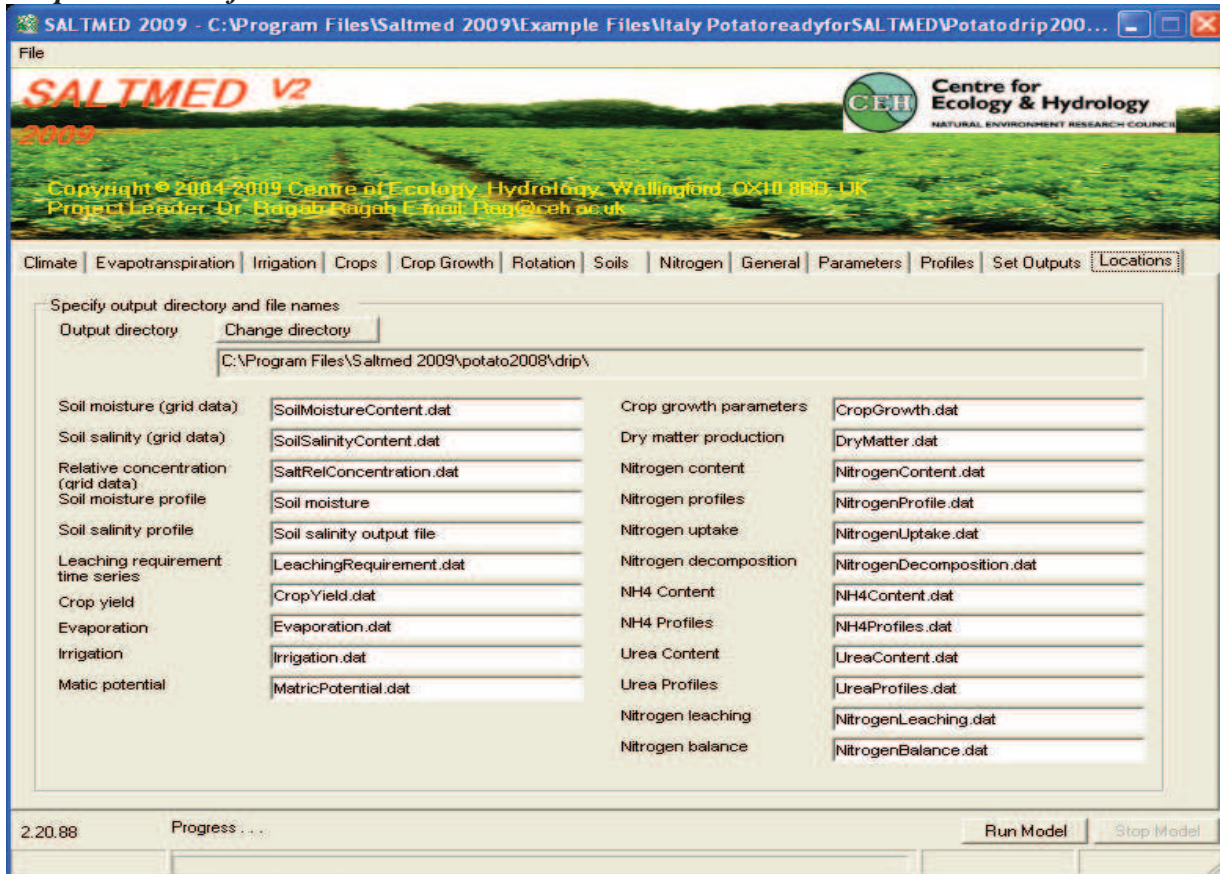 SALTMED 2009 - C:\Program Files\Saltmed 2009\Example Files\Italy PotatoreadyforSALTMED\Potatodrip200...
File
SALTMED V2
2009
CEH
Centre for
Ecology & Hydrology
NATURAL ENVIRONMENT RESEARCH COUNCIL
Copyright © 2004-2009 Centre of Ecology, Hydrology, Wallingford, OX10 8BB, UK
Project Leader: Dr. Ragab Ragab E-mail: Rag@ceh.ac.uk
Climate Evapotranspiration Irrigation Crops Crop Growth Rotation Soils Nitrogen General Parameters Profiles Set Outputs Locations
Specify output directory and file names
Output directory Change directory
C:\Program Files\Saltmed 2009\potato2008\drip\
Soil moisture (grid data) SoilMoistureContent.dat
Soil salinity (grid data) SoilSalinityContent.dat
Relative concentration
(grid data) SaltRelConcentration.dat
Soil moisture profile Soil moisture
Soil salinity profile Soil salinity output file
Leaching requirement
time series LeachingRequirement.dat
Crop yield CropYield.dat
Evaporation Evaporation.dat
Irrigation Irrigation.dat
Matic potential MatricPotential.dat
Crop growth parameters CropGrowth.dat
Dry matter production DryMatter.dat
Nitrogen content NitrogenContent.dat
Nitrogen profiles NitrogenProfile.dat
Nitrogen uptake NitrogenUptake.dat
Nitrogen decomposition NitrogenDecomposition.dat
NH4 Content NH4Content.dat
NH4 Profiles NH4Profiles.dat
Urea Content UreaContent.dat
Urea Profiles UreaProfiles.dat
Nitrogen leaching NitrogenLeaching.dat
Nitrogen balance NitrogenBalance.dat
2.20.88 Progress . . . Run Model Stop Model